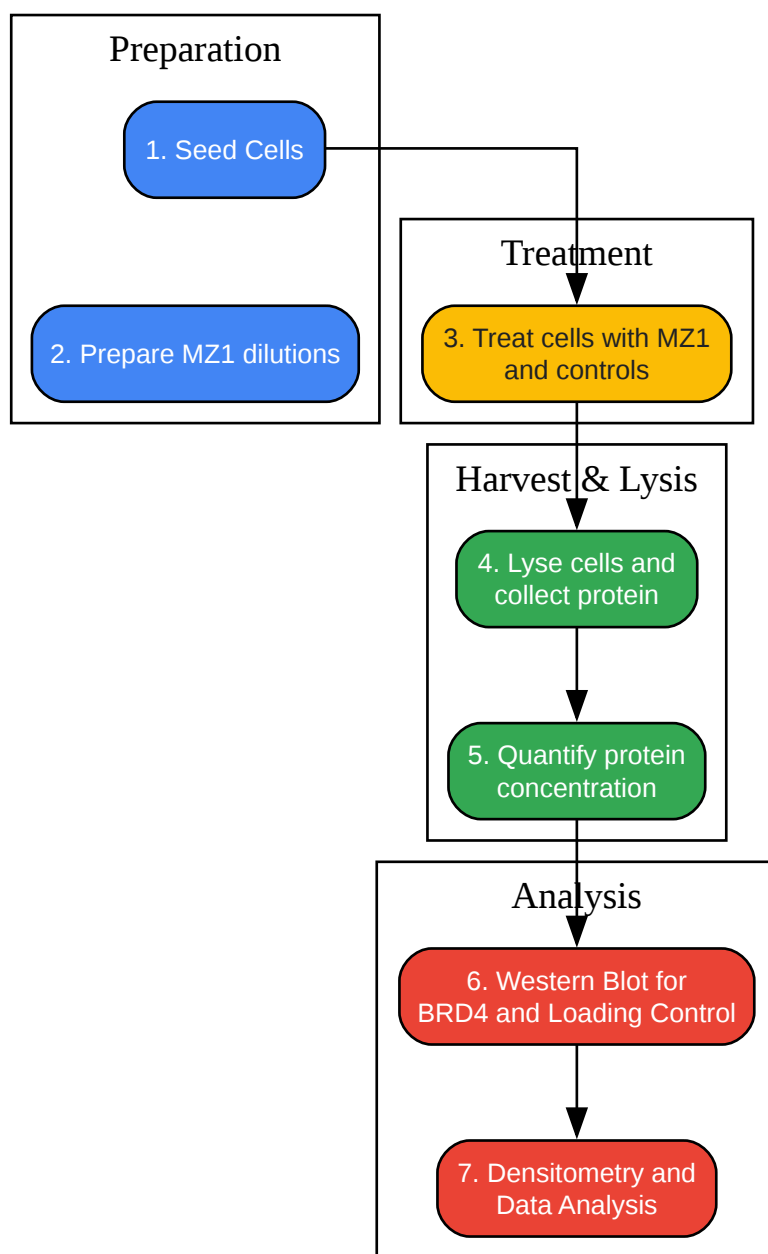 Preparation
1. Seed Cells
2. Prepare MZ1 dilutions
Treatment
3. Treat cells with MZ1
and controls
Harvest & Lysis
4. Lyse cells and
collect protein
5. Quantify protein
concentration
Analysis
6. Western Blot for
BRD4 and Loading Control
7. Densitometry and
Data Analysis